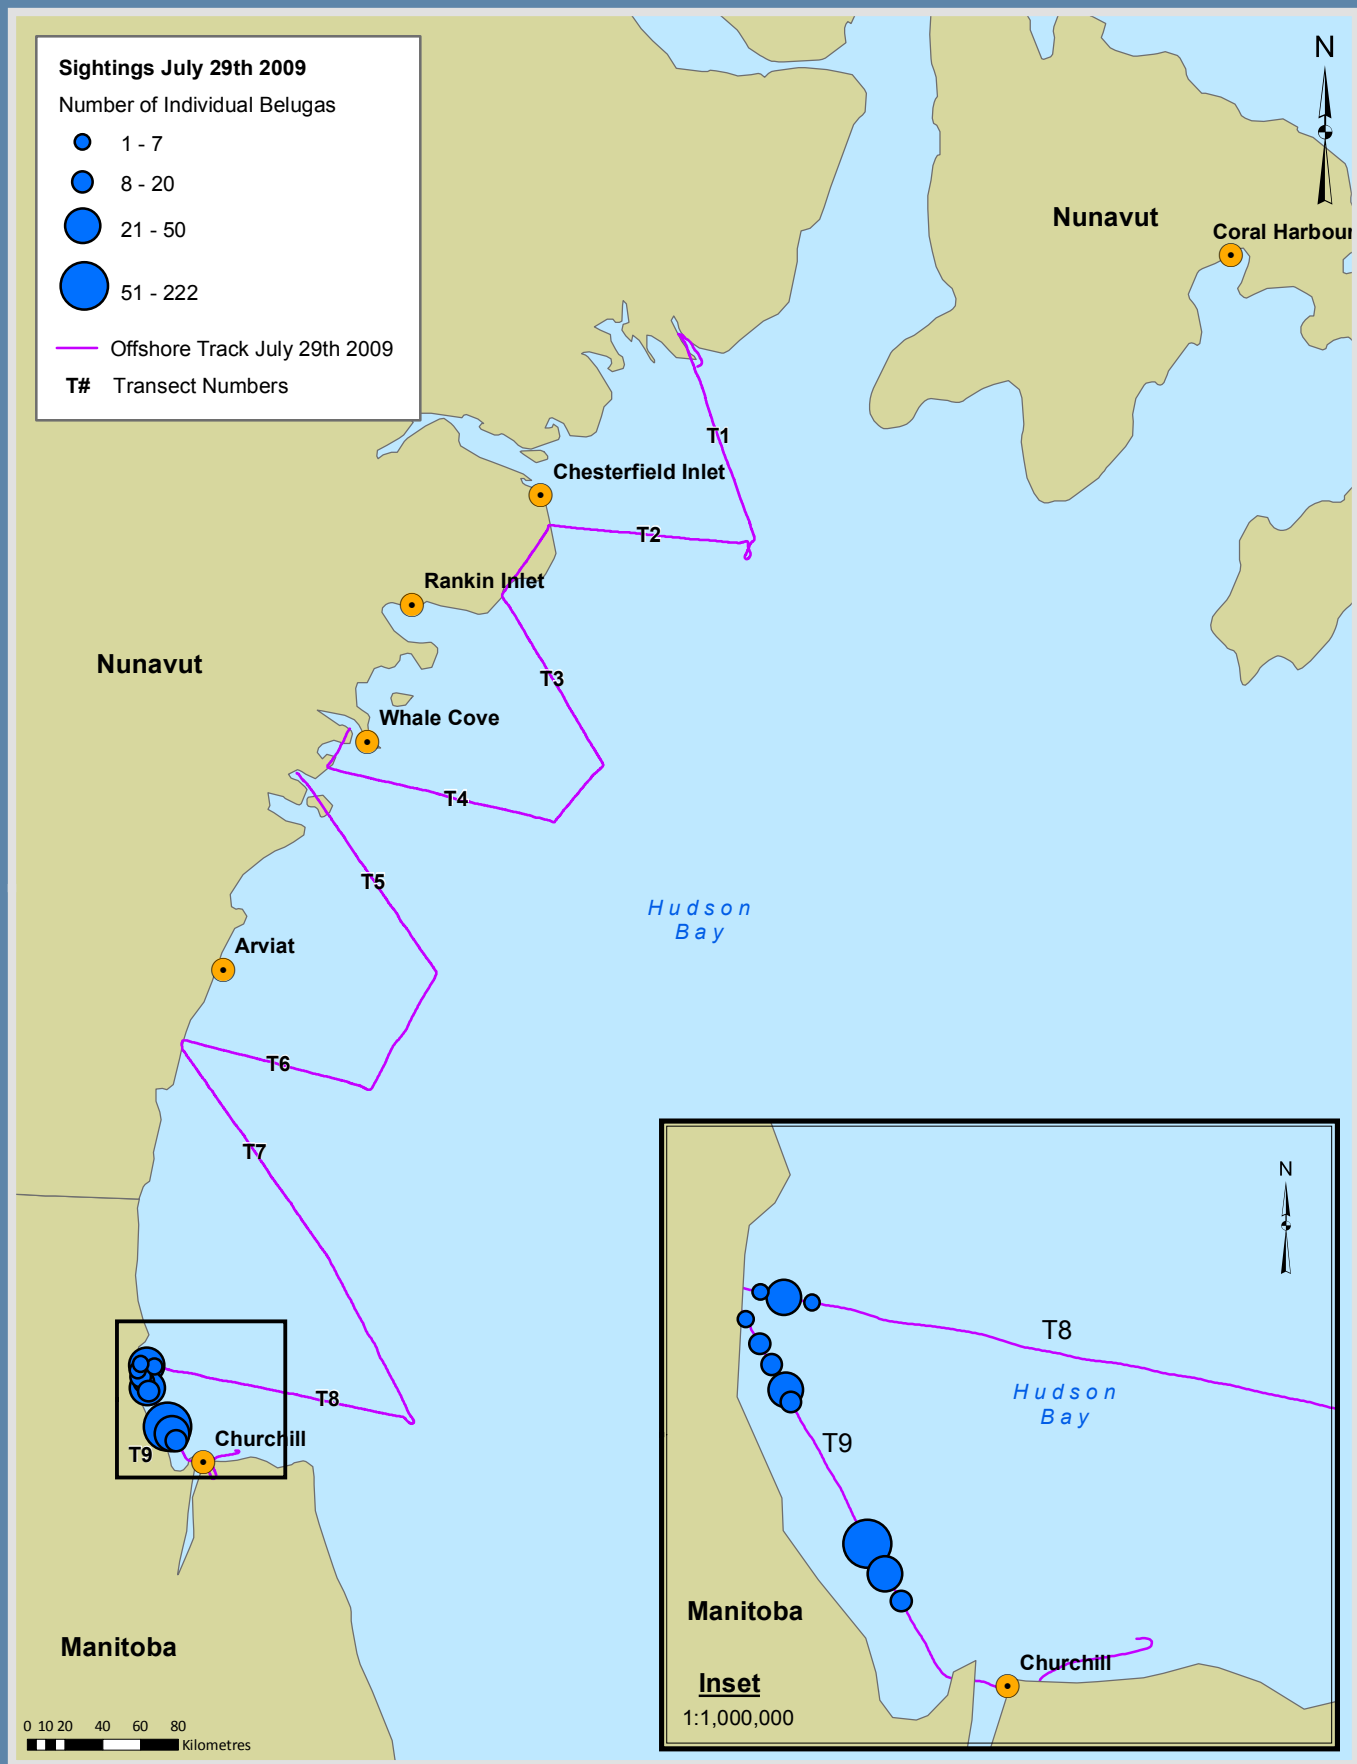 Sightings July 29th 2009
Number of Individual Belugas
1 - 7
8 - 20
21 - 50
51 - 222
Offshore Track July 29th 2009
T# Transect Numbers
N
Nunavut
Coral Harbour
T1
Chesterfield Inlet
T2
Rankin Inlet
Nunavut
T3
Whale Cove
T4
T5
Hudson
Bay
Arviat
T6
T7
T8
T9
Churchill
Manitoba
0 10 20 40 60 80
Kilometres
N
T8
Hudson
Bay
T9
Manitoba
Churchill
Inset
1:1,000,000